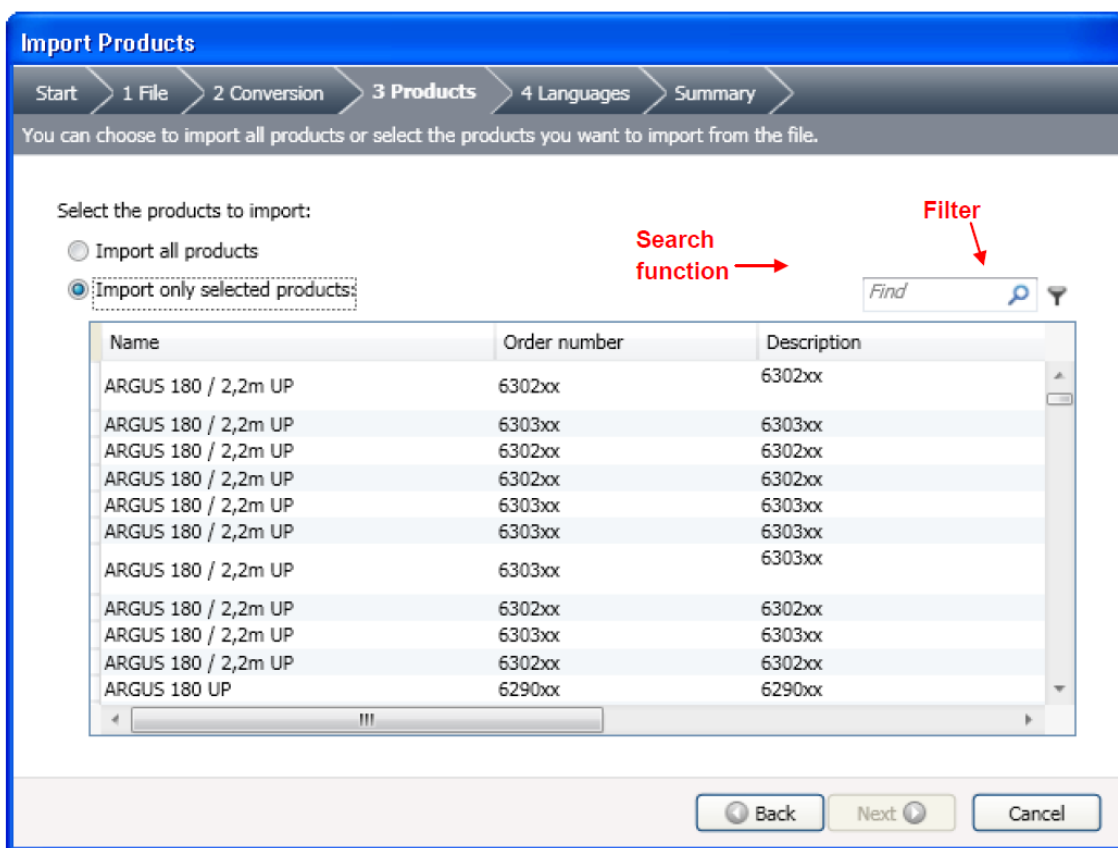 Import Products
Start 1 File 2 Conversion 3 Products 4 Languages Summary
You can choose to import all products or select the products you want to import from the file.
Select the products to import:
Filter
Import all products
Search
function
Import only selected products:
Find
Name Order number Description
ARGUS 180 / 2,2m UP 6302xx 6302xx
ARGUS 180 / 2,2m UP 6303xx 6303xx
ARGUS 180 / 2,2m UP 6302xx 6302xx
ARGUS 180 / 2,2m UP 6302xx 6302xx
ARGUS 180 / 2,2m UP 6303xx 6303xx
ARGUS 180 / 2,2m UP 6303xx 6303xx
ARGUS 180 / 2,2m UP 6303xx 6303xx
ARGUS 180 / 2,2m UP 6302xx 6302xx
ARGUS 180 / 2,2m UP 6303xx 6303xx
ARGUS 180 / 2,2m UP 6302xx 6302xx
ARGUS 180 UP 6290xx 6290xx
Back Next Cancel